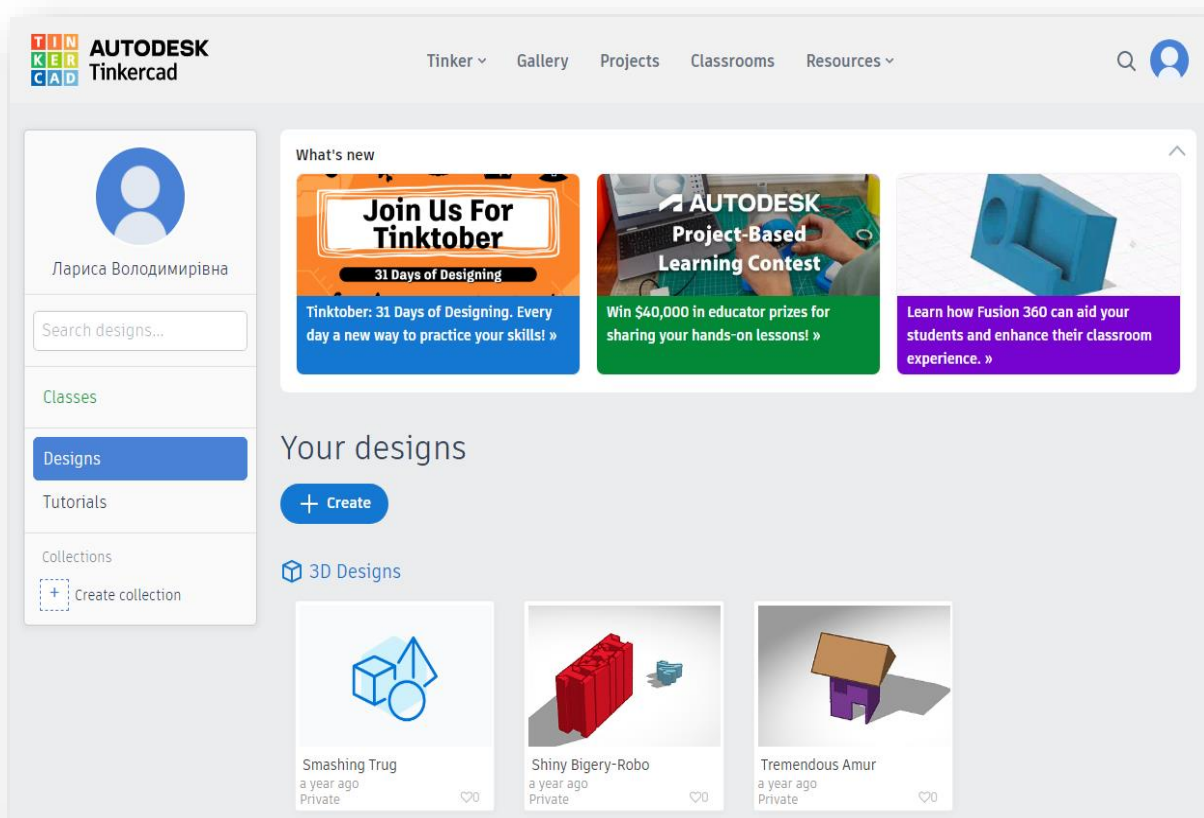 TIN
KER
CAD
AUTODESK
Tinkercad
Tinker
Gallery
Projects
Classrooms
Resources
Лариса Володимирівна
Search designs...
Classes
Designs
Tutorials
Collections
+ Create collection
What's new
Join Us For
Tinktober
31 Days of Designing
Tinktober: 31 Days of Designing. Every
day a new way to practice your skills! »
AUTODESK
Project-Based
Learning Contest
Win $40,000 in educator prizes for
sharing your hands-on lessons! »
Learn how Fusion 360 can aid your
students and enhance their classroom
experience. »
Your designs
+ Create
3D Designs
Smashing Trug
a year ago
Private
0
Shiny Bigery-Robo
a year ago
Private
0
Tremendous Amur
a year ago
Private
0